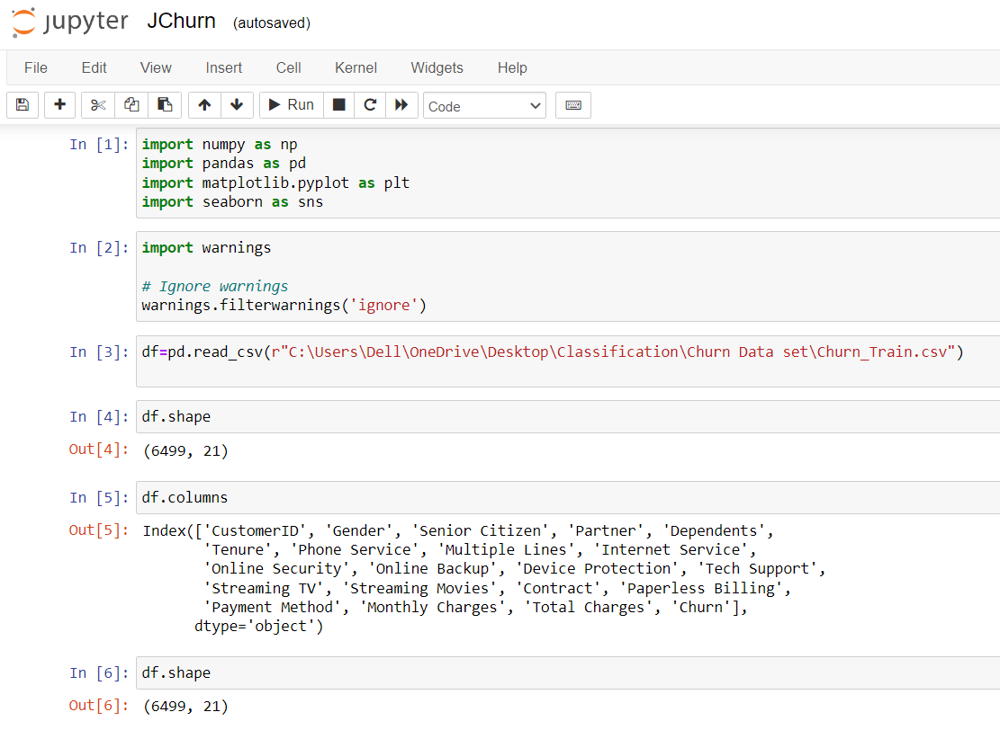 jupyter JChurn (autosaved)
File Edit View Insert Cell Kernel Widgets Help
Run Code
In [1]: import numpy as np
import pandas as pd
import matplotlib.pyplot as plt
import seaborn as sns
In [2]: import warnings
# Ignore warnings
warnings.filterwarnings('ignore')
In [3]: df=pd.read_csv(r"C:\Users\Dell\OneDrive\Desktop\Classification\Churn Data set\Churn_Train.csv")
In [4]: df.shape
Out[4]: (6499, 21)
In [5]: df.columns
Out[5]: Index(['CustomerID', 'Gender', 'Senior Citizen', 'Partner', 'Dependents',
'Tenure', 'Phone Service', 'Multiple Lines', 'Internet Service',
'Online Security', 'Online Backup', 'Device Protection', 'Tech Support',
'Streaming TV', 'Streaming Movies', 'Contract', 'Paperless Billing',
'Payment Method', 'Monthly Charges', 'Total Charges', 'Churn'],
dtype='object')
In [6]: df.shape
Out[6]: (6499, 21)